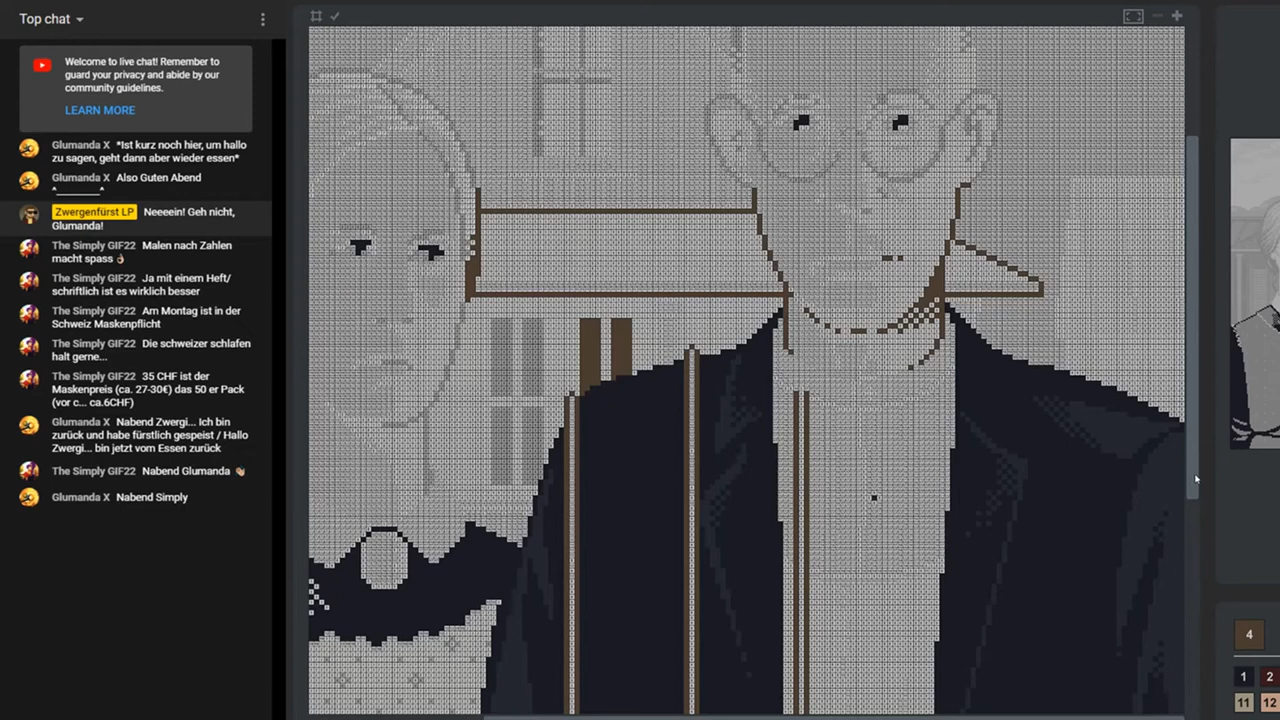 Top chat
Welcome to live chat! Remember to
guard your privacy and abide by our
community guidelines.
LEARN MORE
Glumanda X *Ist kurz noch hier, um hallo
zu sagen, geht dann aber wieder essen*
Glumanda X Also Guten Abend
^_________^
Zwergenfürst LP Neeeein! Geh nicht,
Glumanda!
The Simply GIF22 Malen nach Zahlen
macht spass 👌🏻
The Simply GIF22 Ja mit einem Heft/
schriftlich ist es wirklich besser
The Simply GIF22 Am Montag ist in der
Schweiz Maskenpflicht
The Simply GIF22 Die schweizer schlafen
halt gerne...
The Simply GIF22 35 CHF ist der
Maskenpreis (ca. 27-30€) das 50 er Pack
(vor c... ca.6CHF)
Glumanda X Nabend Zwergi... Ich bin
zurück und habe fürstlich gespeist / Hallo
Zwergi... bin jetzt vom Essen zurück
The Simply GIF22 Nabend Glumanda 👋🏻
Glumanda X Nabend Simply
4
1 2
11 12